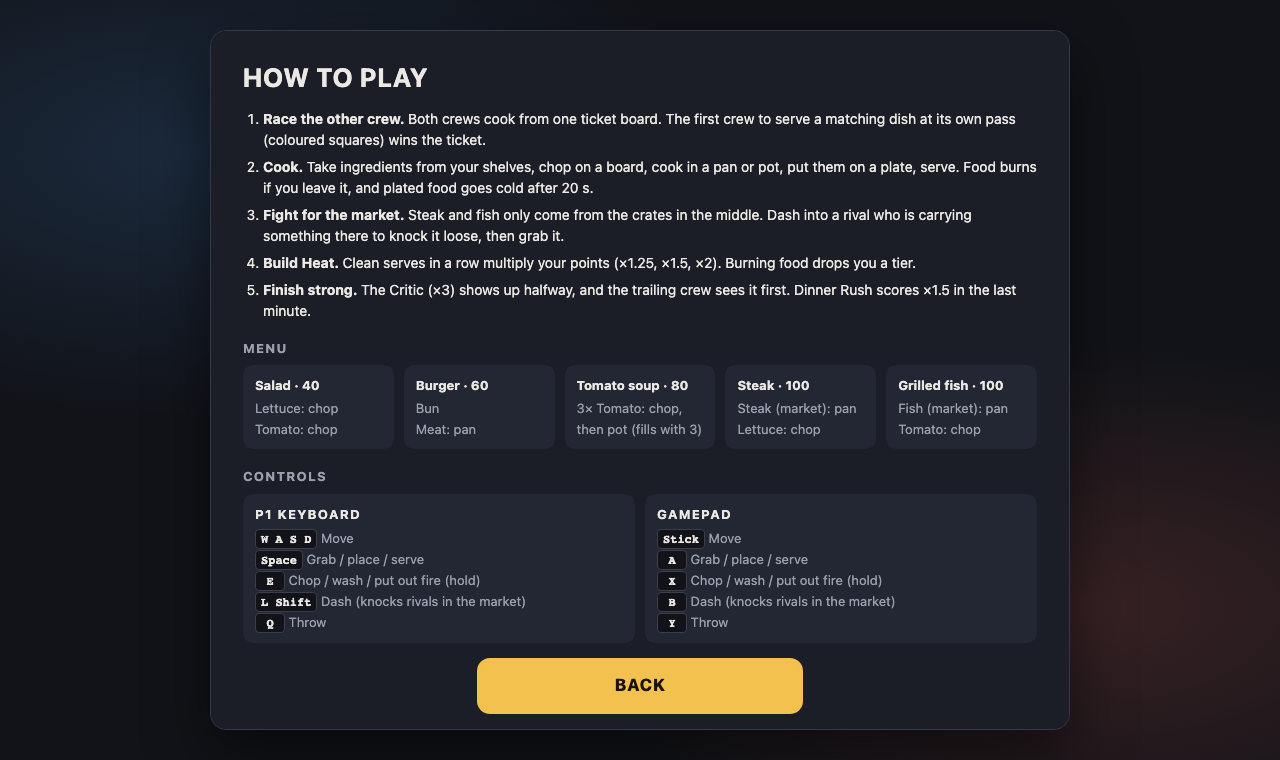 HOW TO PLAY
1. Race the other crew. Both crews cook from one ticket board. The first crew to serve a matching dish at its own pass
(coloured squares) wins the ticket.
2. Cook. Take ingredients from your shelves, chop on a board, cook in a pan or pot, put them on a plate, serve. Food burns
if you leave it, and plated food goes cold after 20 s.
3. Fight for the market. Steak and fish only come from the crates in the middle. Dash into a rival who is carrying
something there to knock it loose, then grab it.
4. Build Heat. Clean serves in a row multiply your points (×1.25, ×1.5, ×2). Burning food drops you a tier.
5. Finish strong. The Critic (×3) shows up halfway, and the trailing crew sees it first. Dinner Rush scores ×1.5 in the last
minute.
MENU
Salad · 40
Lettuce: chop
Tomato: chop
Burger · 60
Bun
Meat: pan
Tomato soup · 80
3× Tomato: chop,
then pot (fills with 3)
Steak · 100
Steak (market): pan
Lettuce: chop
Grilled fish · 100
Fish (market): pan
Tomato: chop
CONTROLS
P1 KEYBOARD
W A S D Move
Space Grab / place / serve
E Chop / wash / put out fire (hold)
L Shift Dash (knocks rivals in the market)
Q Throw
GAMEPAD
Stick Move
A Grab / place / serve
X Chop / wash / put out fire (hold)
B Dash (knocks rivals in the market)
Y Throw
BACK